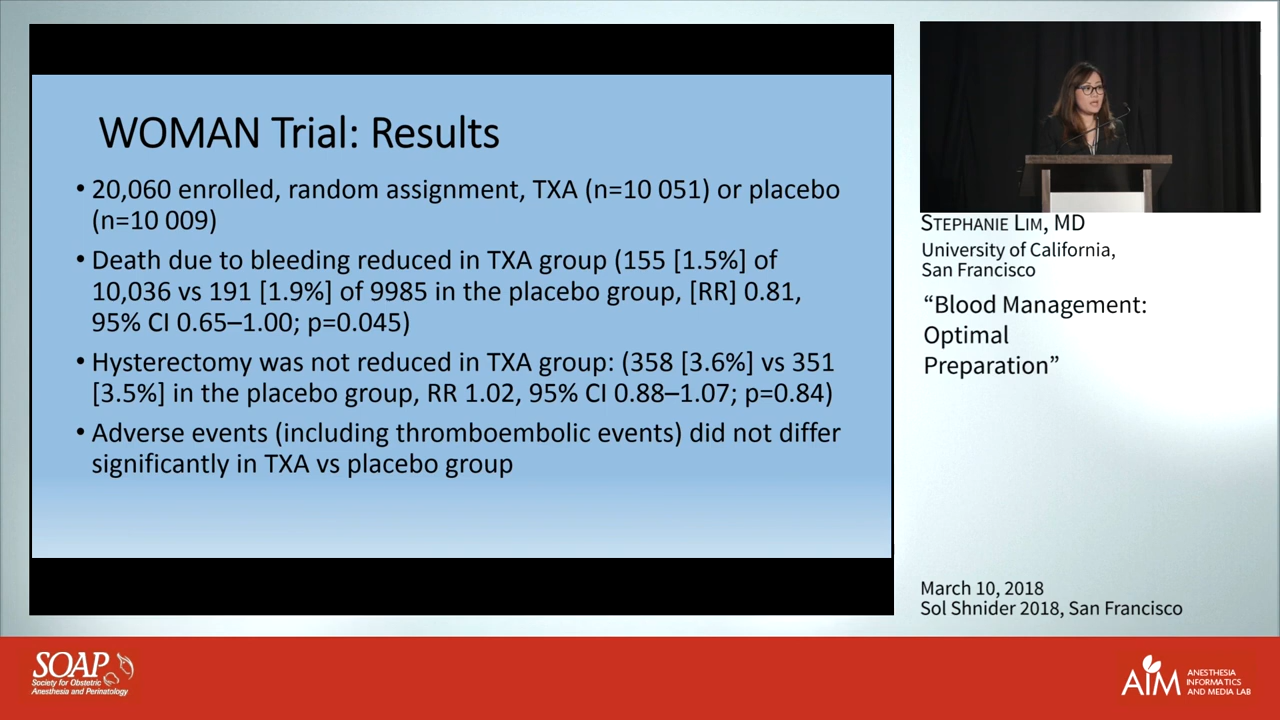 WOMAN Trial: Results
• 20,060 enrolled, random assignment, TXA (n=10 051) or placebo
(n=10 009)
• Death due to bleeding reduced in TXA group (155 [1.5%] of
10,036 vs 191 [1.9%] of 9985 in the placebo group, [RR] 0.81,
95% CI 0.65–1.00; p=0.045)
• Hysterectomy was not reduced in TXA group: (358 [3.6%] vs 351
[3.5%] in the placebo group, RR 1.02, 95% CI 0.88–1.07; p=0.84)
• Adverse events (including thromboembolic events) did not differ
significantly in TXA vs placebo group
STEPHANIE LIM, MD
University of California,
San Francisco
“Blood Management:
Optimal
Preparation”
March 10, 2018
Sol Shnider 2018, San Francisco
SOAP
Society for Obstetric
Anesthesia and Perinatology
AIM
ANESTHESIA
INFORMATICS
AND MEDIA LAB